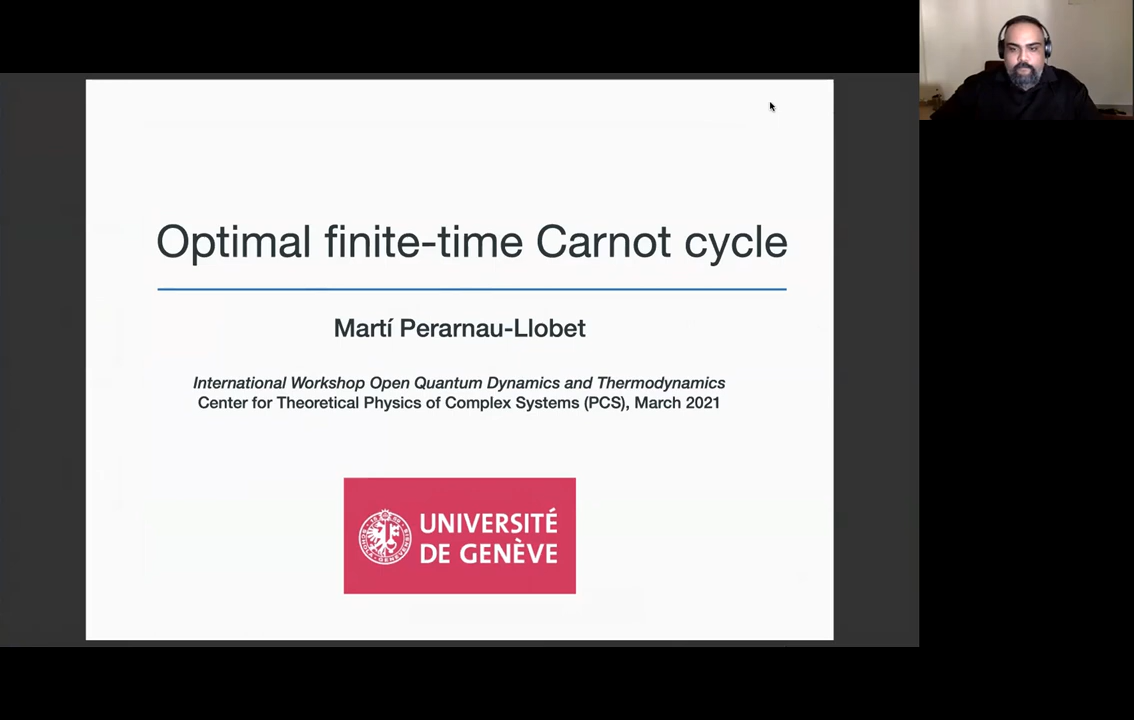 Optimal finite-time Carnot cycle
Martí Perarnau-Llobet
International Workshop Open Quantum Dynamics and Thermodynamics
Center for Theoretical Physics of Complex Systems (PCS), March 2021
UNIVERSITÉ
DE GENÈVE